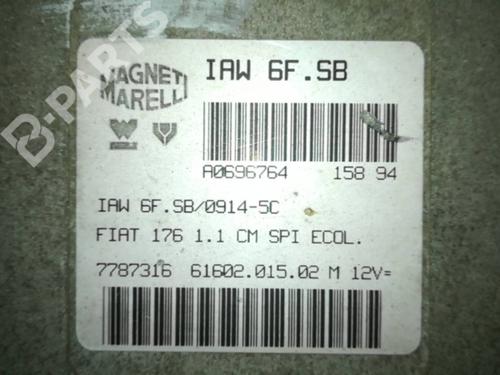 MAGNETI
MARELLI
IAW 6F.SB
A0696764 158 94
IAW 6F.SB/0914-5C
FIAT 176 1.1 CM SPI ECOL.
7787316 61602.015.02 M 12V=
B-PARTS